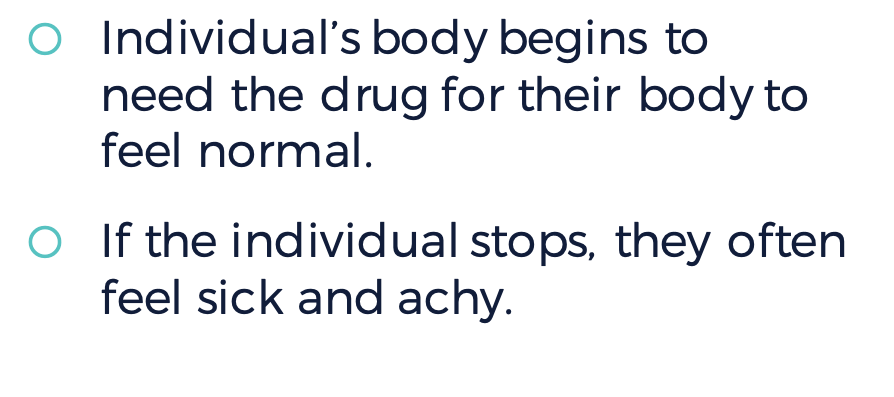 Individual’s body begins to
need the drug for their body to
feel normal.
If the individual stops, they often
feel sick and achy.